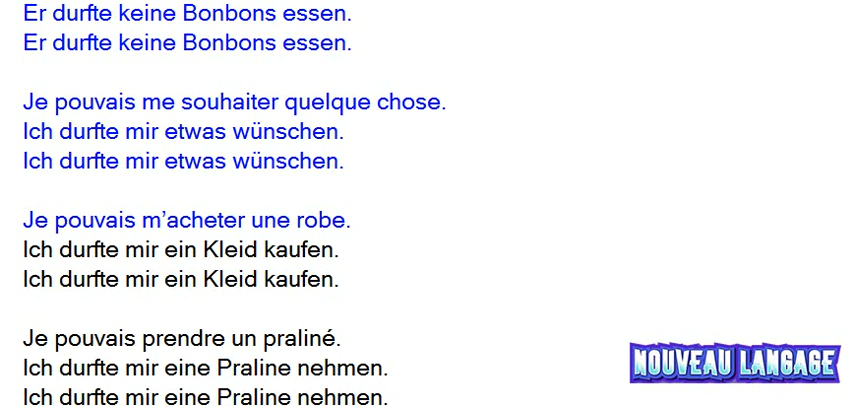 Er durfte keine Bonbons essen.
Er durfte keine Bonbons essen.
Je pouvais me souhaiter quelque chose.
Ich durfte mir etwas wünschen.
Ich durfte mir etwas wünschen.
Je pouvais m’acheter une robe.
Ich durfte mir ein Kleid kaufen.
Ich durfte mir ein Kleid kaufen.
Je pouvais prendre un praliné.
Ich durfte mir eine Praline nehmen.
Ich durfte mir eine Praline nehmen.
NOUVEAU LANGAGE